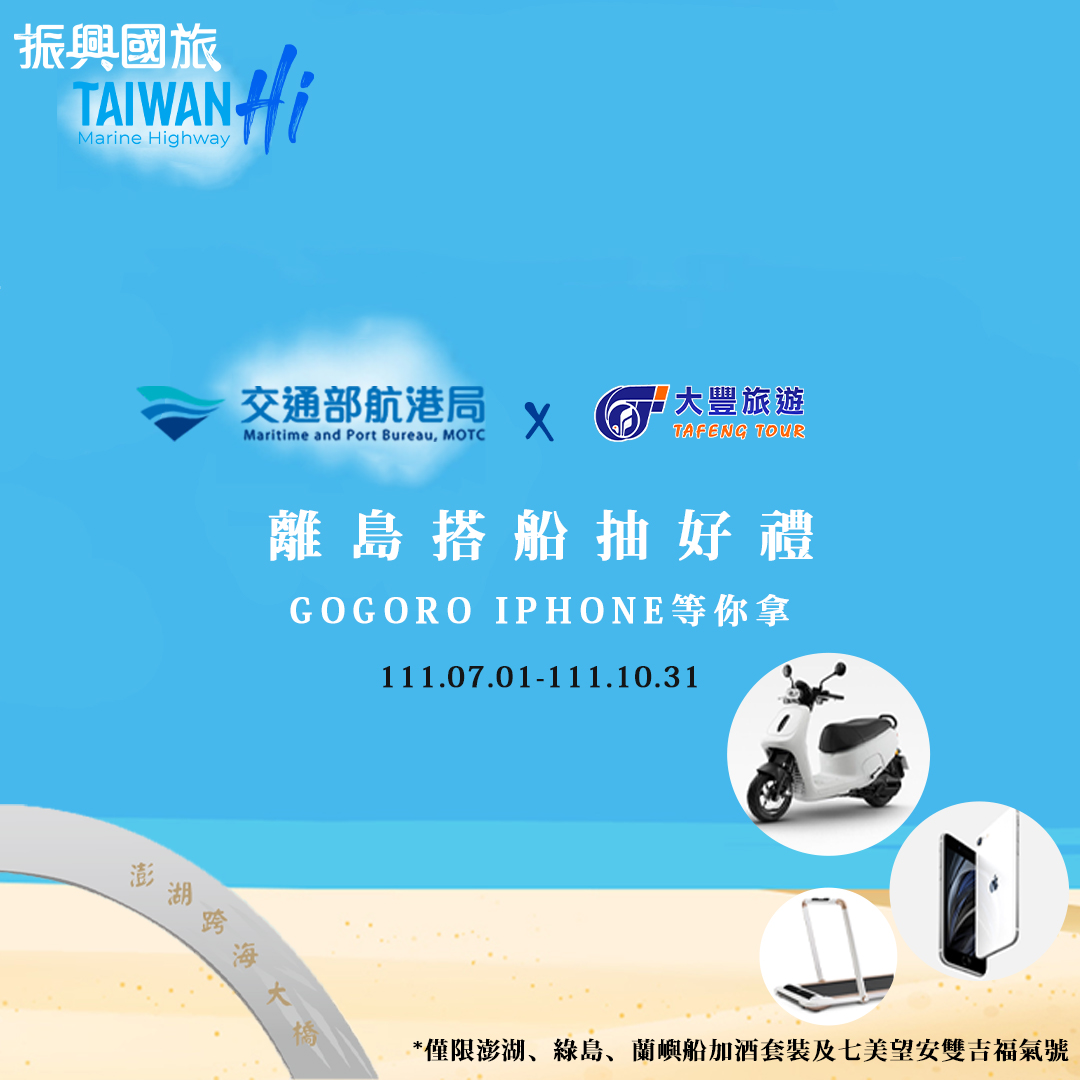 振興國旅
TAIWAN Hi
Marine Highway
交通部航港局
Maritime and Port Bureau, MOTC
X
大豐旅遊
TAFENG TOUR
離島搭船抽好禮
GOGORO IPHONE等你拿
111.07.01-111.10.31
澎湖跨海大橋
*僅限澎湖、綠島、蘭嶼船加酒套裝及七美望安雙吉福氣號